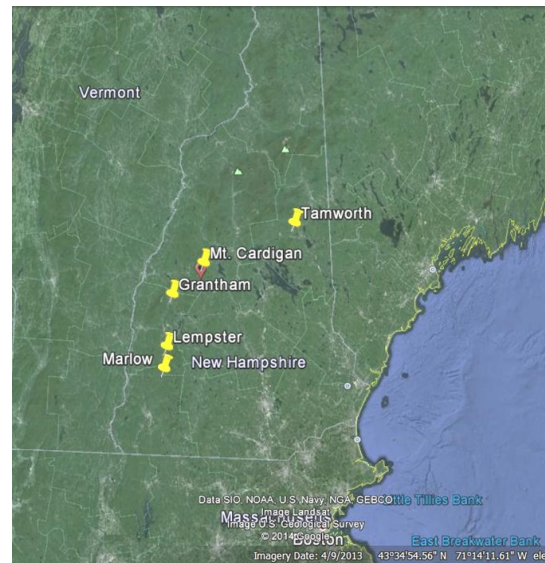 Vermont
Tamworth
Mt. Cardigan
Grantham
Lempster
Marlow
New Hampshire
Data SIO, NOAA, U.S. Navy, NGA, GEBCO
Tillies Bank
Image Landsat
Image U.S. Geological Survey
© 2014 Google
Boston
East Breakwater Bank
Imagery Date: 4/9/2013 43°34'54.56" N 71°14'11.61" W ele